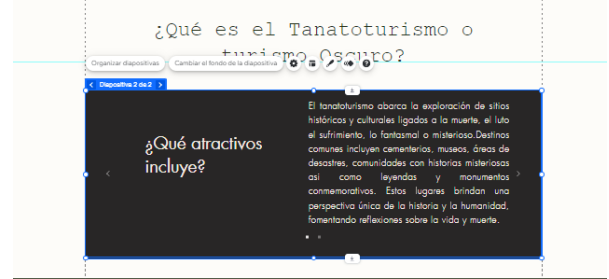 ¿Qué es el Tanatoturismo o
turismo Oscuro?
Organizar diapositivas
Cambiar el fondo de la diapositiva
Diapositiva 2 de 2
¿Qué atractivos
incluye?
El tanatoturismo abarca la exploración de sitios
históricos y culturales ligados a la muerte, el luto
el sufrimiento, lo fantasmal o misterioso.Destinos
comunes incluyen cementerios, museos, áreas de
desastres, comunidades con historias misteriosas
asi como leyendas y monumentos
conmemorativos. Estos lugares brindan una
perspectiva única de la historia y la humanidad,
fomentando reflexiones sobre la vida y muerte.